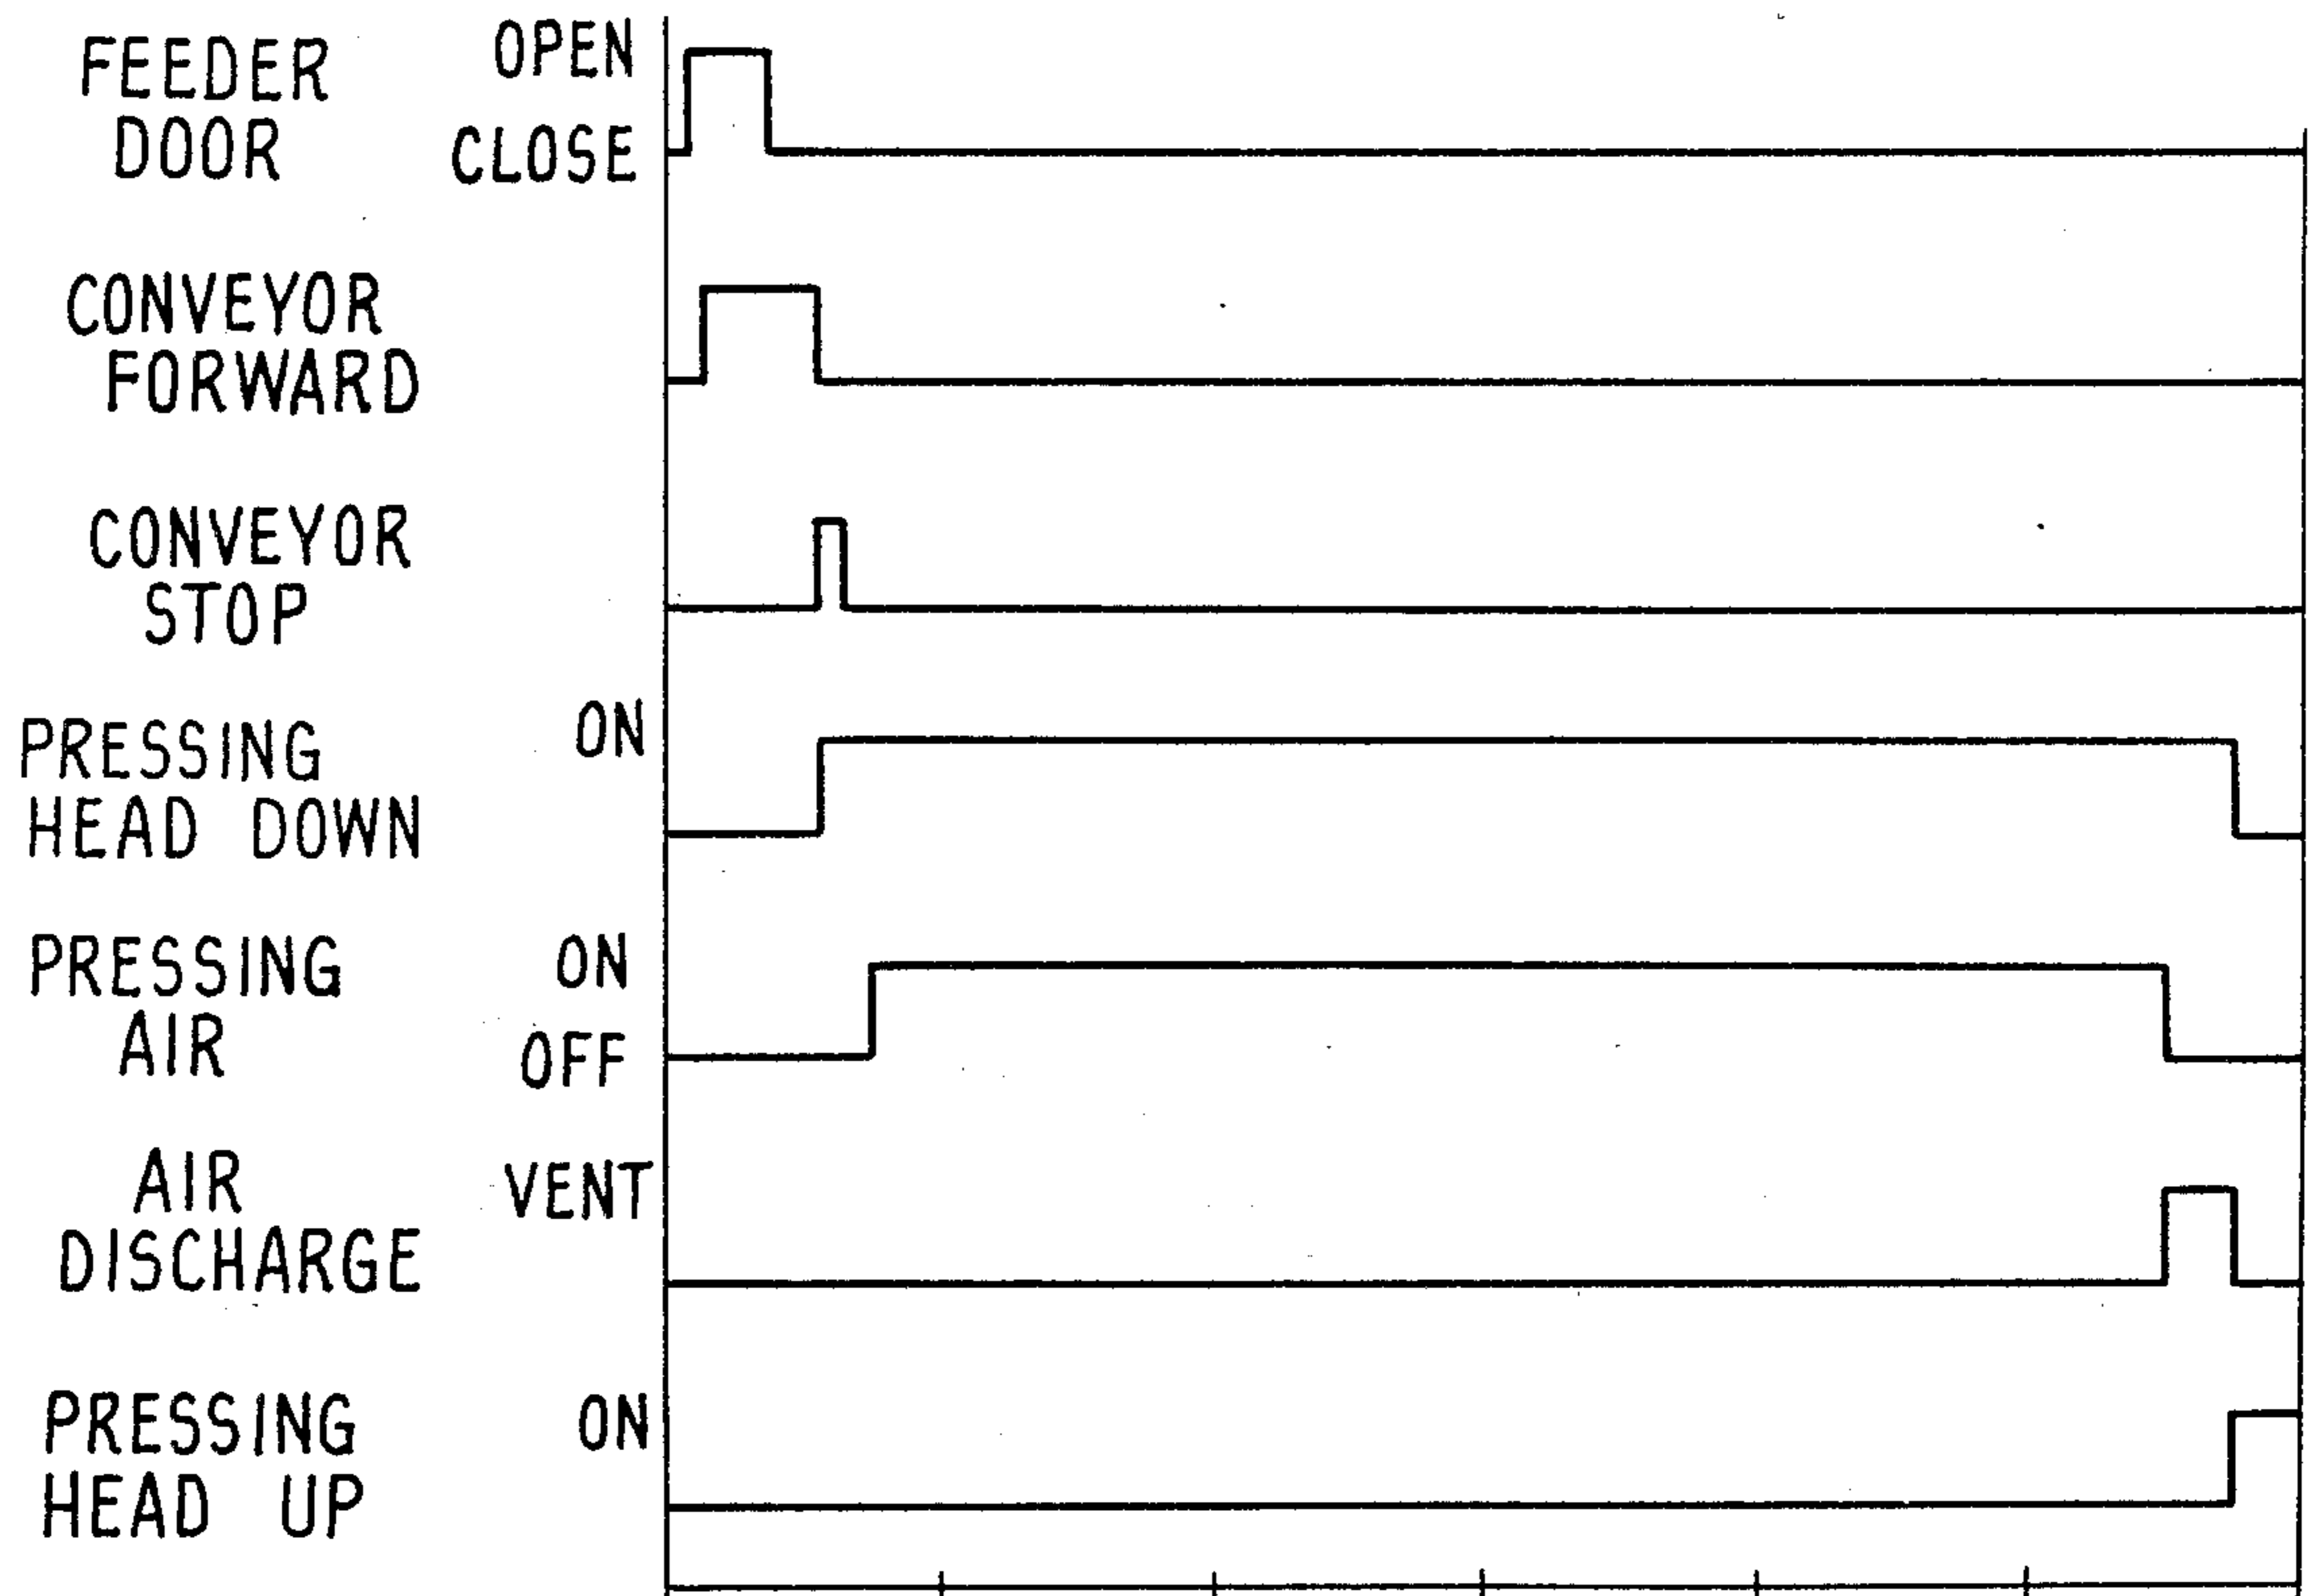 FEEDER DOOR
OPEN
CLOSE
CONVEYOR
FORWARD
CONVEYOR
STOP
PRESSING
HEAD DOWN
ON
PRESSING
AIR
ON
OFF
AIR
DISCHARGE
VENT
PRESSING
HEAD UP
ON